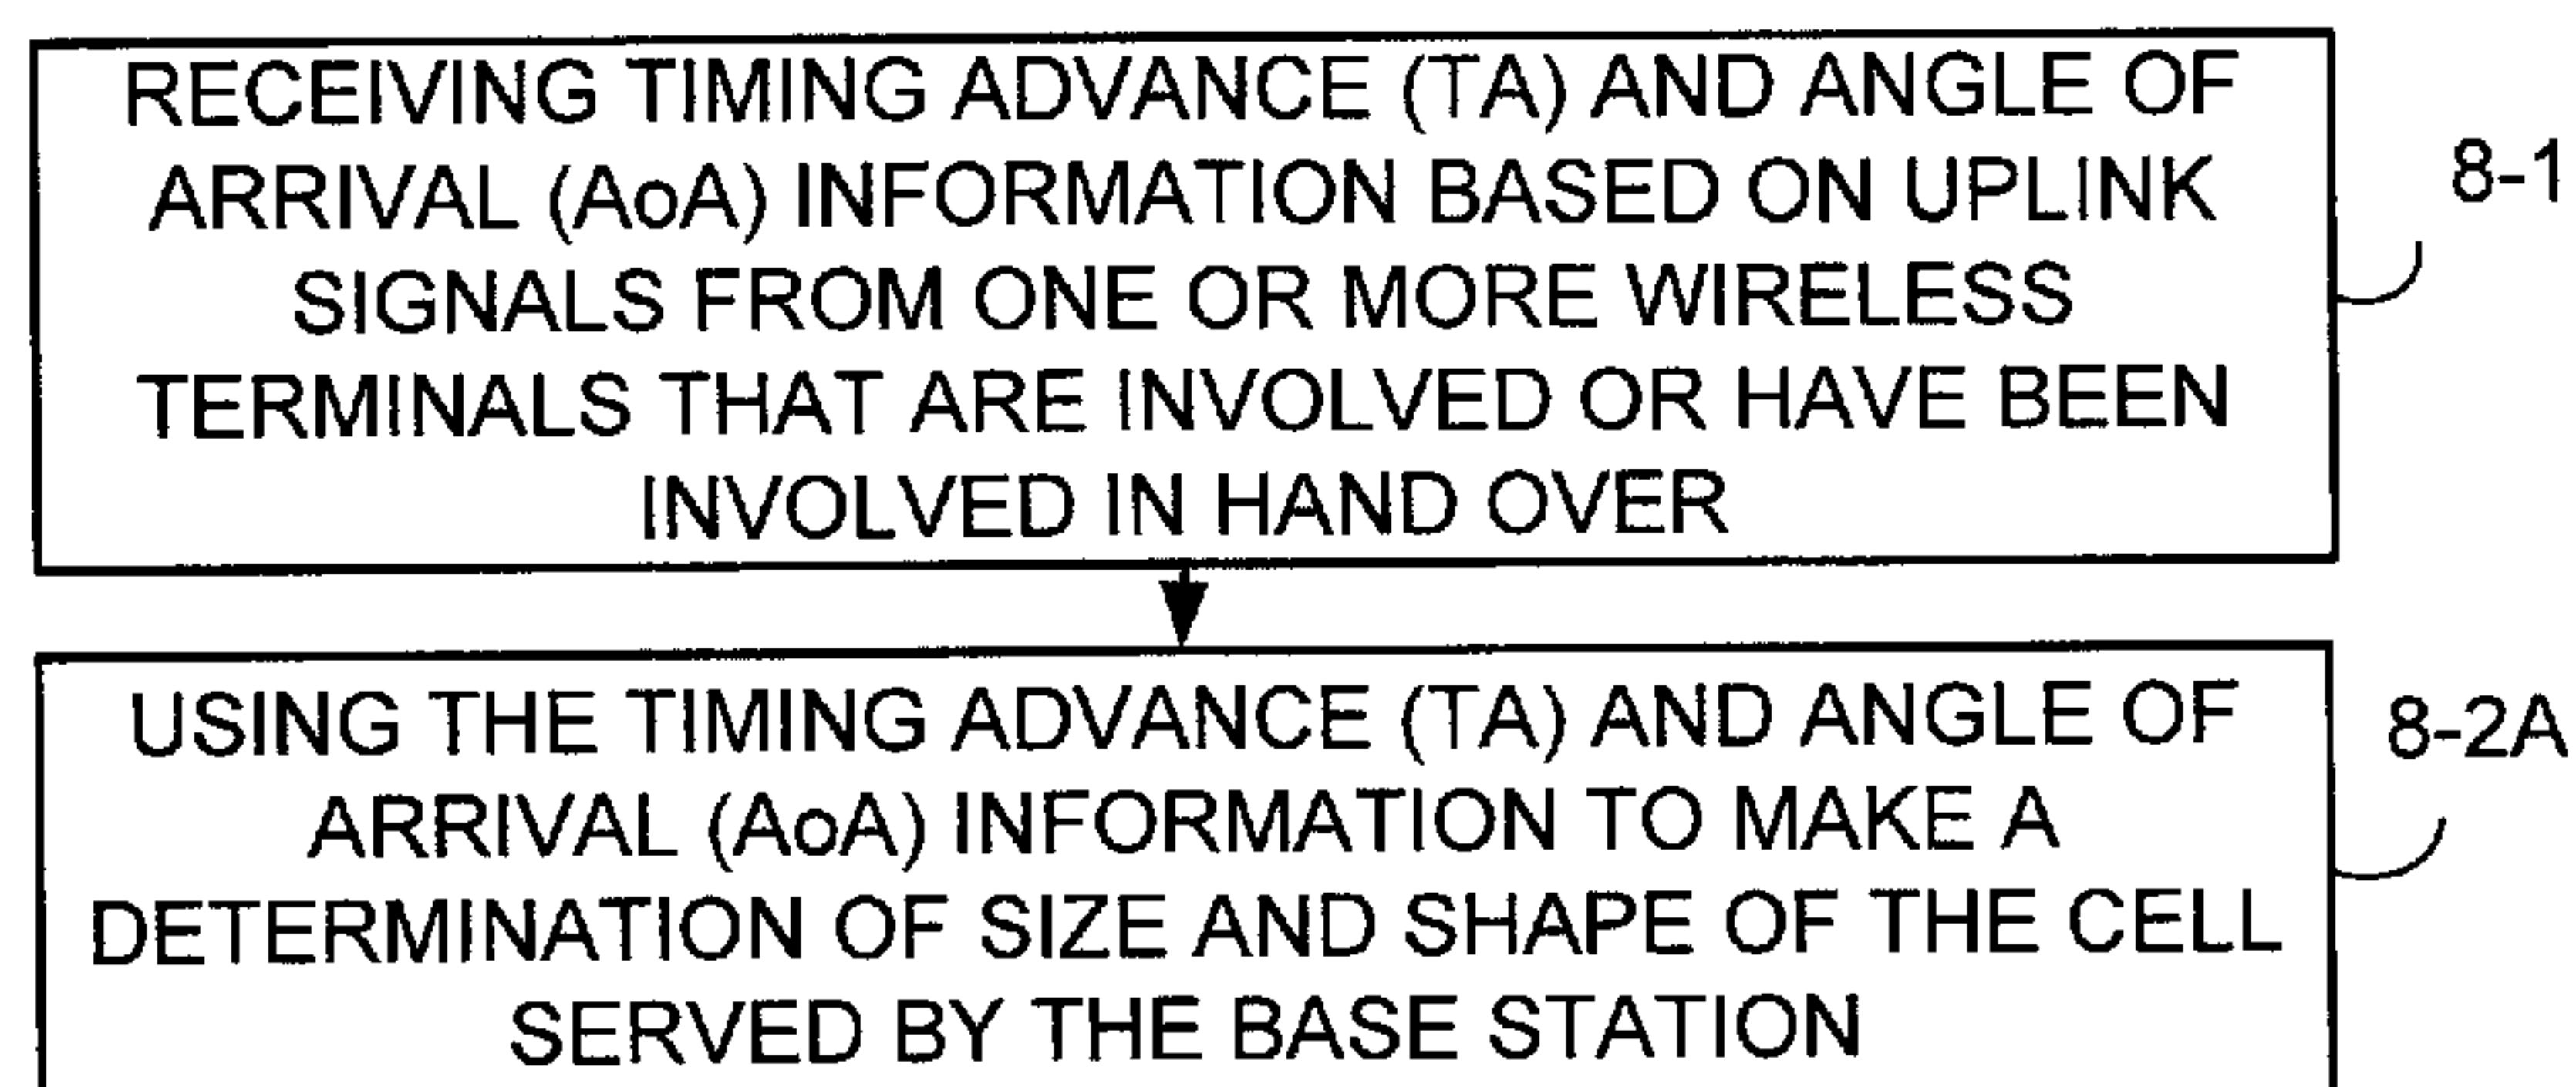 RECEIVING TIMING ADVANCE (TA) AND ANGLE OF
ARRIVAL (AoA) INFORMATION BASED ON UPLINK
8-1
SIGNALS FROM ONE OR MORE WIRELESS
TERMINALS THAT ARE INVOLVED OR HAVE BEEN
INVOLVED IN HAND OVER
USING THE TIMING ADVANCE (TA) AND ANGLE OF
8-2A
ARRIVAL (AoA) INFORMATION TO MAKE A
DETERMINATION OF SIZE AND SHAPE OF THE CELL
SERVED BY THE BASE STATION